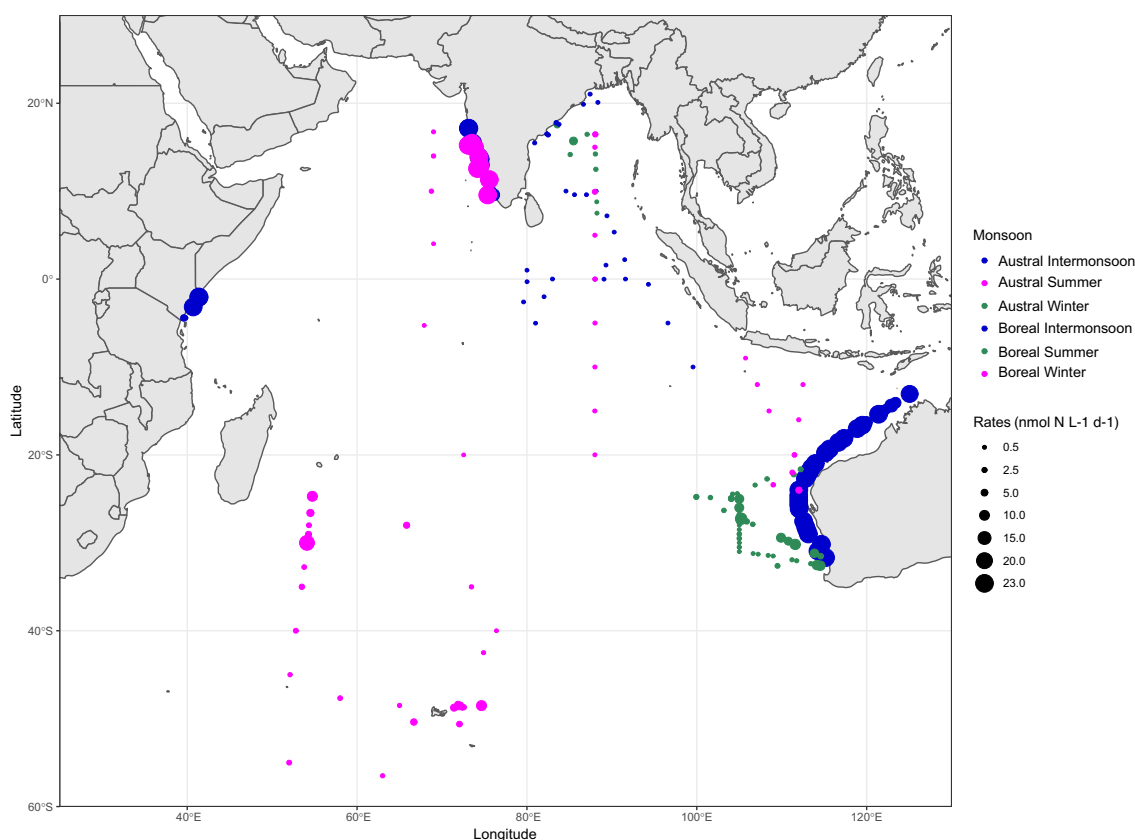 20°N
0°
20°S
40°S
60°S
Latitude
40°E
60°E
80°E
100°E
120°E
Longitude
Monsoon
Austral Intermonsoon
Austral Summer
Austral Winter
Boreal Intermonsoon
Boreal Summer
Boreal Winter
Rates (nmol N L-1 d-1)
0.5
2.5
5.0
10.0
15.0
20.0
23.0